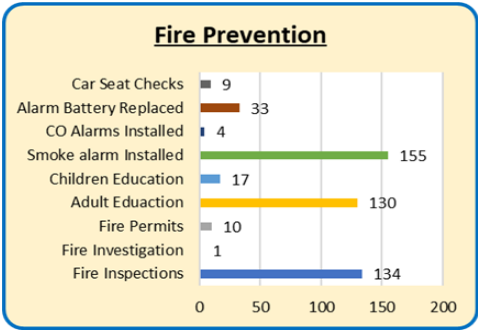 Fire Prevention
Car Seat Checks 9
Alarm Battery Replaced 33
CO Alarms Installed 4
Smoke alarm Installed 155
Children Education 17
Adult Eduaction 130
Fire Permits 10
Fire Investigation 1
Fire Inspections 134
0 50 100 150 200